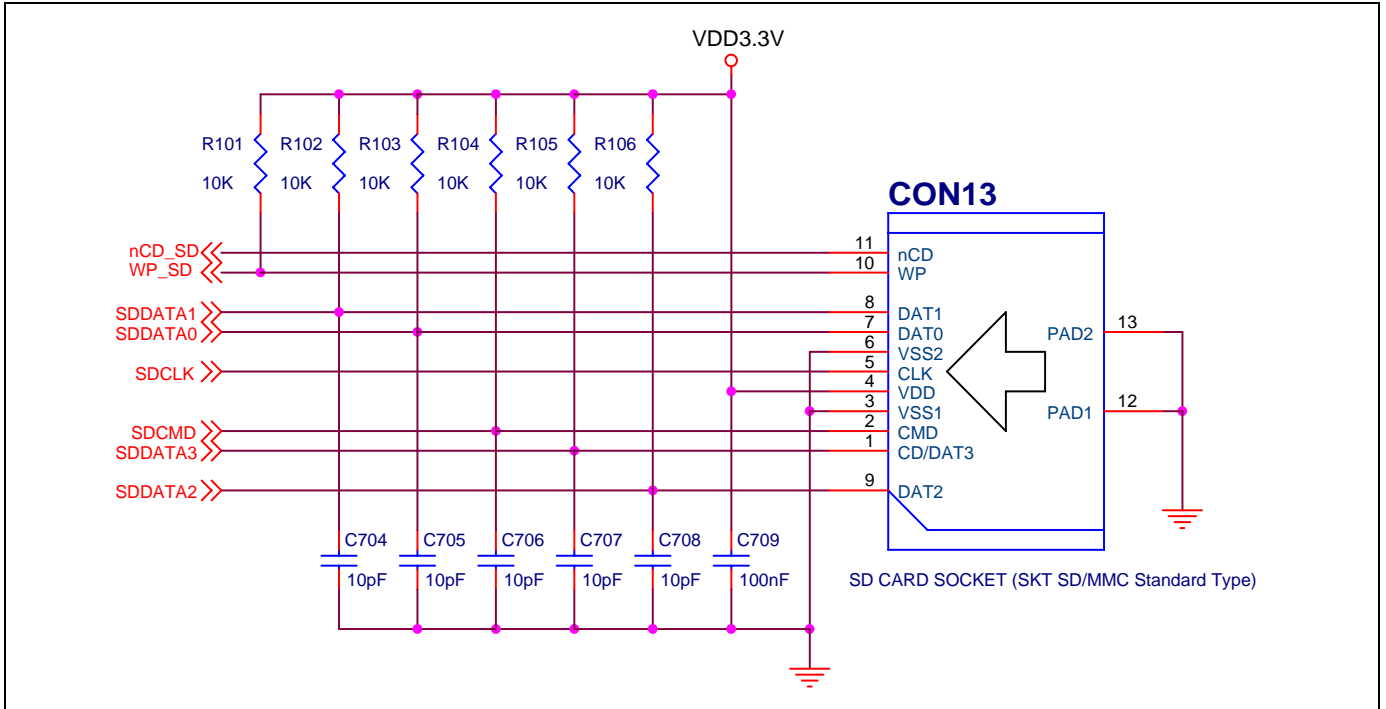 VDD3.3V
R101 R102 R103 R104 R105 R106
10K 10K 10K 10K 10K 10K
CON13
nCD_SD 11 nCD
WP_SD 10 WP
SDDATA1 8 DAT1
SDDATA0 7 DAT0 PAD2 13
6 VSS2
SDCLK 5 CLK
4 VDD
3 VSS1 PAD1 12
SDCMD 2 CMD
SDDATA3 1 CD/DAT3
SDDATA2 9 DAT2
C704 C705 C706 C707 C708 C709
10pF 10pF 10pF 10pF 10pF 100nF
SD CARD SOCKET (SKT SD/MMC Standard Type)